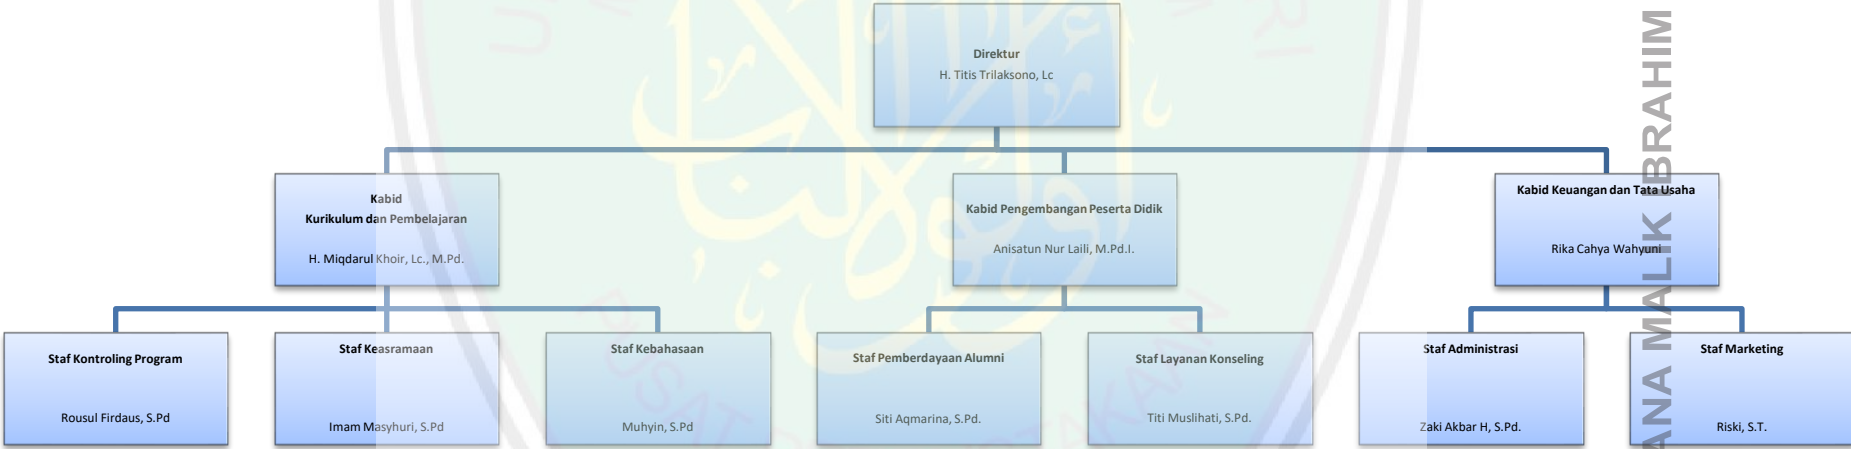 Direktur
H. Titis Trilaksono, Lc
Kabid
Kurikulum dan Pembelajaran
H. Miqdarul Khoir, Lc., M.Pd.
Kabid Pengembangan Peserta Didik
Anisatun Nur Laili, M.Pd.I.
Kabid Keuangan dan Tata Usaha
Rika Cahya Wahyuni
Staf Kontroling Program
Rousul Firdaus, S.Pd
Staf Keasramaan
Imam Masyhuri, S.Pd
Staf Kebahasaan
Muhyin, S.Pd
Staf Pemberdayaan Alumni
Siti Aqmarina, S.Pd.
Staf Layanan Konseling
Titi Muslihati, S.Pd.
Staf Administrasi
Zaki Akbar H, S.Pd.
Staf Marketing
Riski, S.T.
ANA MALIK IBRAHIM